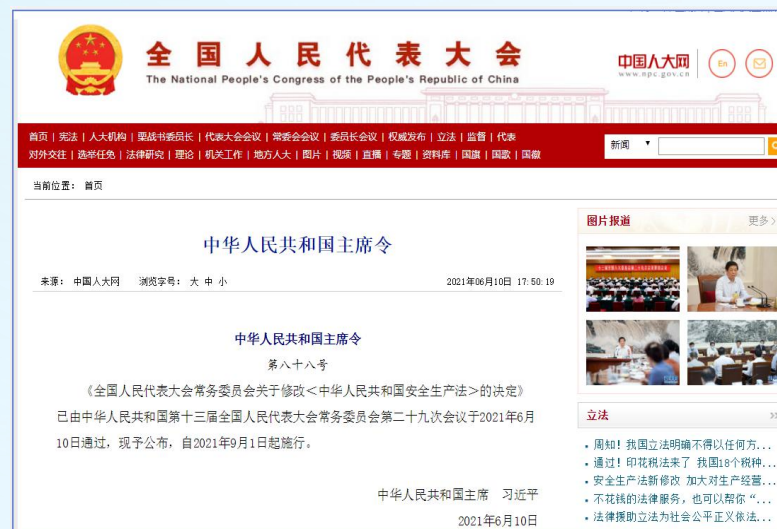 全国人民代表大会
The National People's Congress of the People's Republic of China
中国人大网
www.npc.gov.cn
En
首页 | 宪法 | 人大机构 | 栗战书委员长 | 代表大会会议 | 常委会会议 | 委员长会议 | 权威发布 | 立法 | 监督 | 代表
对外交往 | 选举任免 | 法律研究 | 理论 | 机关工作 | 地方人大 | 图片 | 视频 | 直播 | 专题 | 资料库 | 国旗 | 国歌 | 国徽
新闻
当前位置： 首页
中华人民共和国主席令
来源： 中国人大网 浏览字号： 大 中 小 2021年06月10日 17:50:19
中华人民共和国主席令
第八十八号
《全国人民代表大会常务委员会关于修改<中华人民共和国安全生产法>的决定》
已由中华人民共和国第十三届全国人民代表大会常务委员会第二十九次会议于2021年6月
10日通过，现予公布，自2021年9月1日起施行。
中华人民共和国主席 习近平
2021年6月10日
图片报道 更多>
立法
周知！我国立法明确不得以任何方...
通过！印花税法来了 我国18个税种...
安全生产法新修改 加大对生产经营...
不花钱的法律服务，也可以帮你“...
法律援助立法为社会公平正义依法...